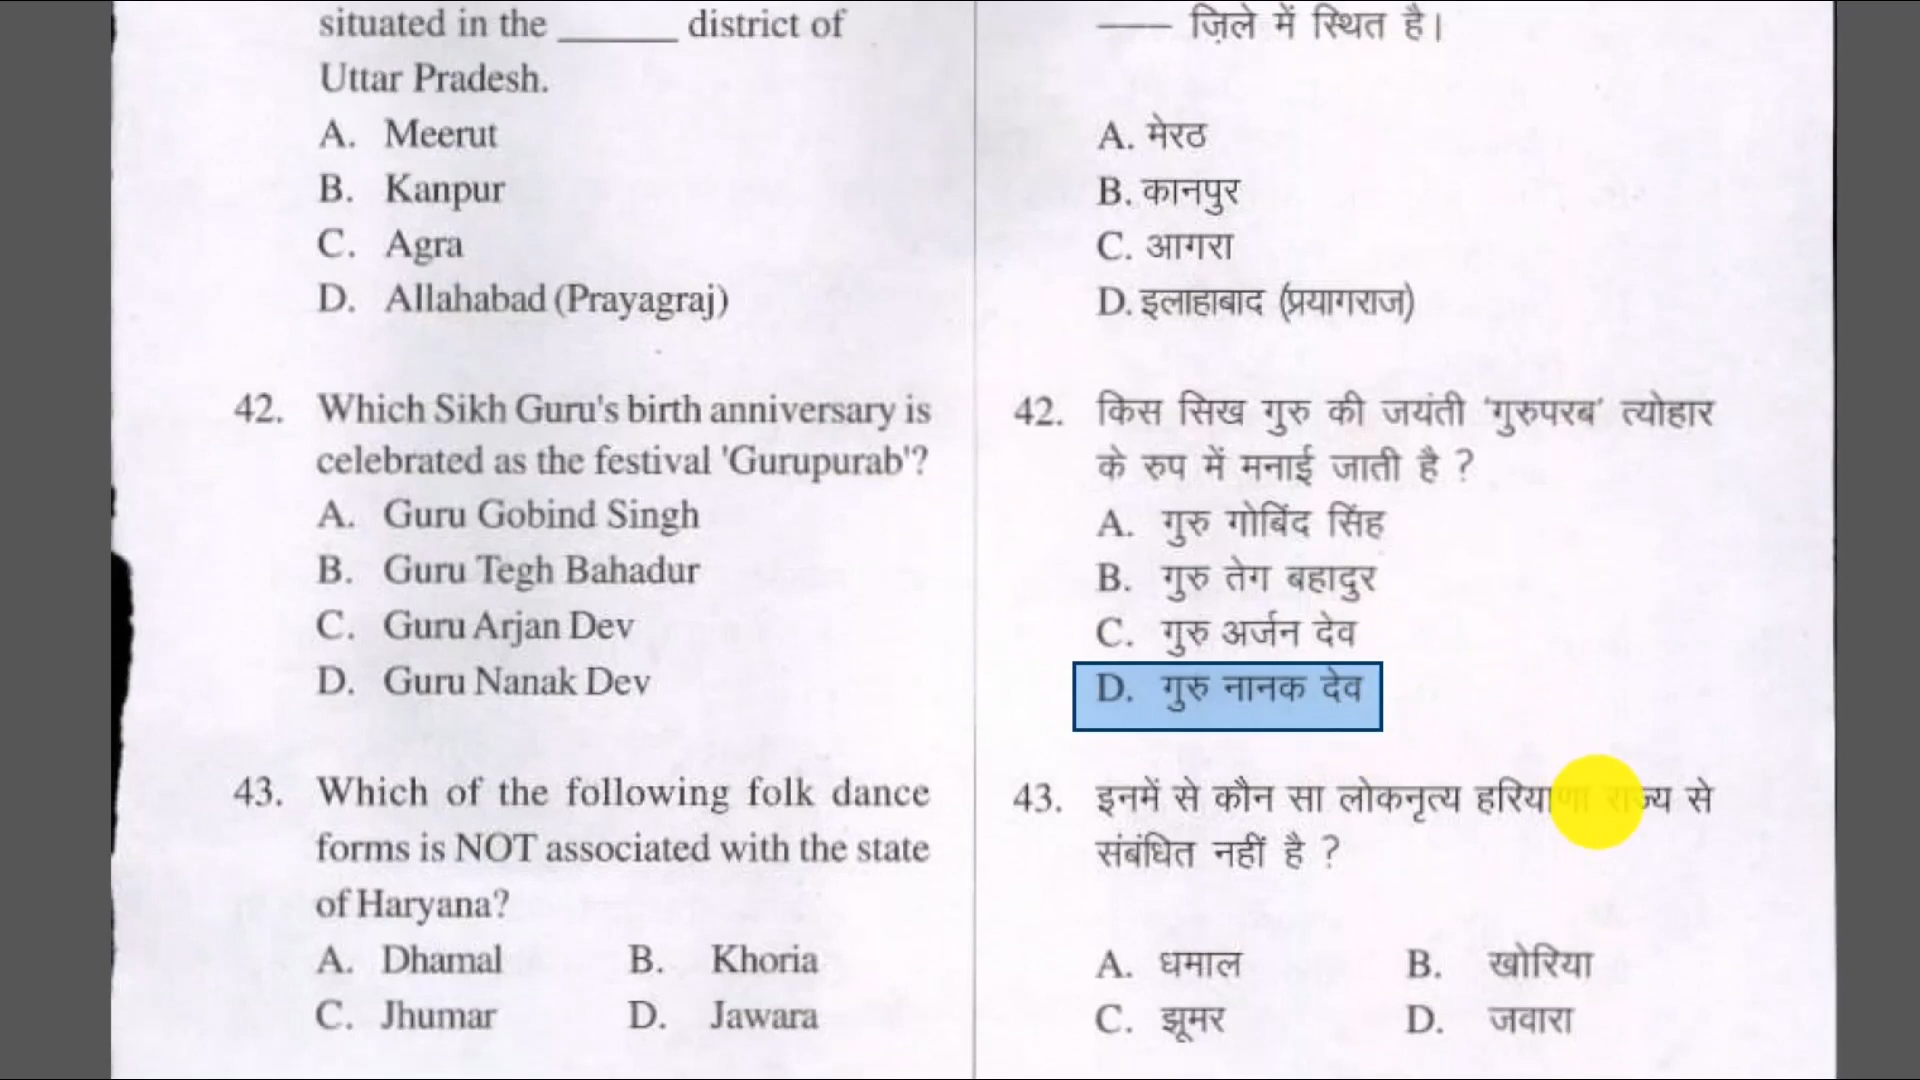 situated in the ______ district of
Uttar Pradesh.
A. Meerut
B. Kanpur
C. Agra
D. Allahabad (Prayagraj)
42. Which Sikh Guru's birth anniversary is
celebrated as the festival 'Gurupurab'?
A. Guru Gobind Singh
B. Guru Tegh Bahadur
C. Guru Arjan Dev
D. Guru Nanak Dev
43. Which of the following folk dance
forms is NOT associated with the state
of Haryana?
A. Dhamal B. Khoria
C. Jhumar D. Jawara
—— ज़िले में स्थित है।
A. मेरठ
B. कानपुर
C. आगरा
D. इलाहाबाद (प्रयागराज)
42. किस सिख गुरु की जयंती 'गुरुपरब' त्योहार
के रुप में मनाई जाती है ?
A. गुरु गोबिंद सिंह
B. गुरु तेग बहादुर
C. गुरु अर्जन देव
D. गुरु नानक देव
43. इनमें से कौन सा लोकनृत्य हरियाणा राज्य से
संबंधित नहीं है ?
A. धमाल B. खोरिया
C. झूमर D. जवारा